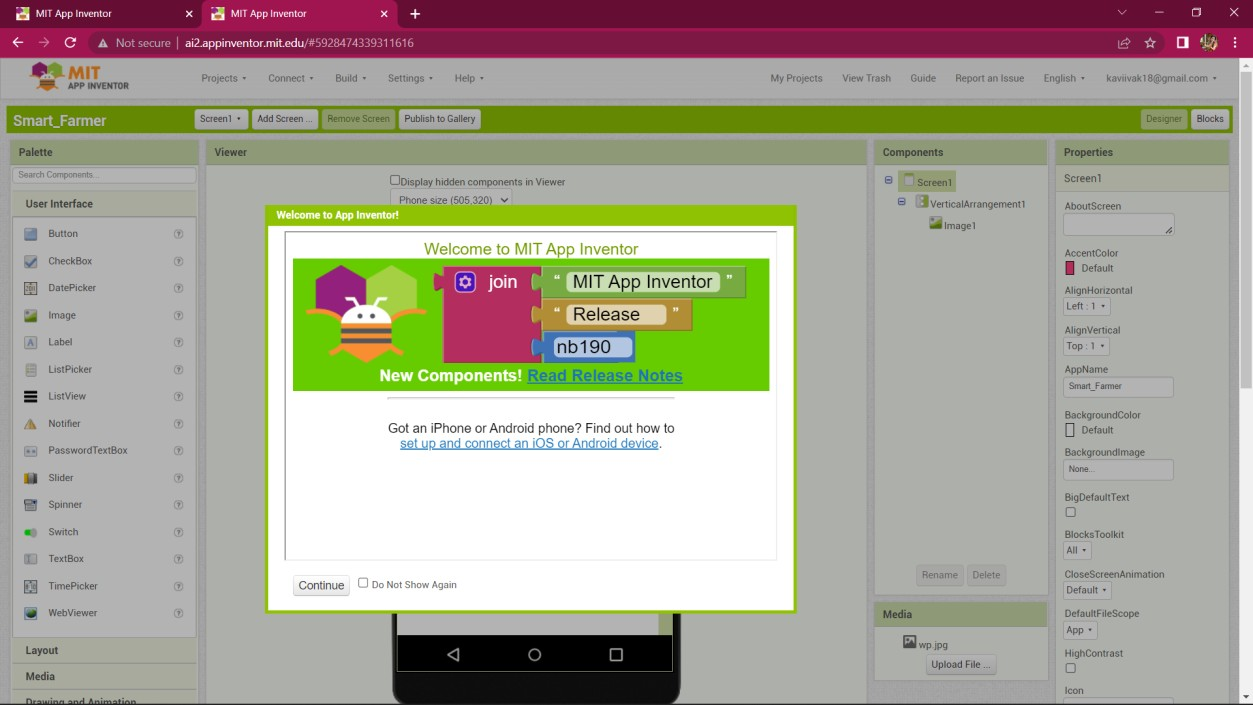 MIT App Inventor
MIT App Inventor
Not secure | ai2.appinventor.mit.edu/#5928474339311616
MIT
APP INVENTOR
Projects Connect Build Settings Help My Projects View Trash Guide Report an Issue English kaviivak18@gmail.com
Smart_Farmer Screen1 Add Screen ... Remove Screen Publish to Gallery Designer Blocks
Palette
Search Components...
User Interface
Button
CheckBox
DatePicker
Image
Label
ListPicker
ListView
Notifier
PasswordTextBox
Slider
Spinner
Switch
TextBox
TimePicker
WebViewer
Layout
Media
Drawing and Animation
Viewer
Display hidden components in Viewer
Phone size (505,320)
Welcome to App Inventor!
Welcome to MIT App Inventor
join “ MIT App Inventor ”
“ Release ”
nb190
New Components! Read Release Notes
Got an iPhone or Android phone? Find out how to
set up and connect an iOS or Android device.
Continue Do Not Show Again
Components
Screen1
VerticalArrangement1
Image1
Rename Delete
Media
wp.jpg
Upload File ...
Properties
Screen1
AboutScreen
AccentColor
Default
AlignHorizontal
Left : 1
AlignVertical
Top : 1
AppName
Smart_Farmer
BackgroundColor
Default
BackgroundImage
None...
BigDefaultText
BlocksToolkit
All
CloseScreenAnimation
Default
DefaultFileScope
App
HighContrast
Icon